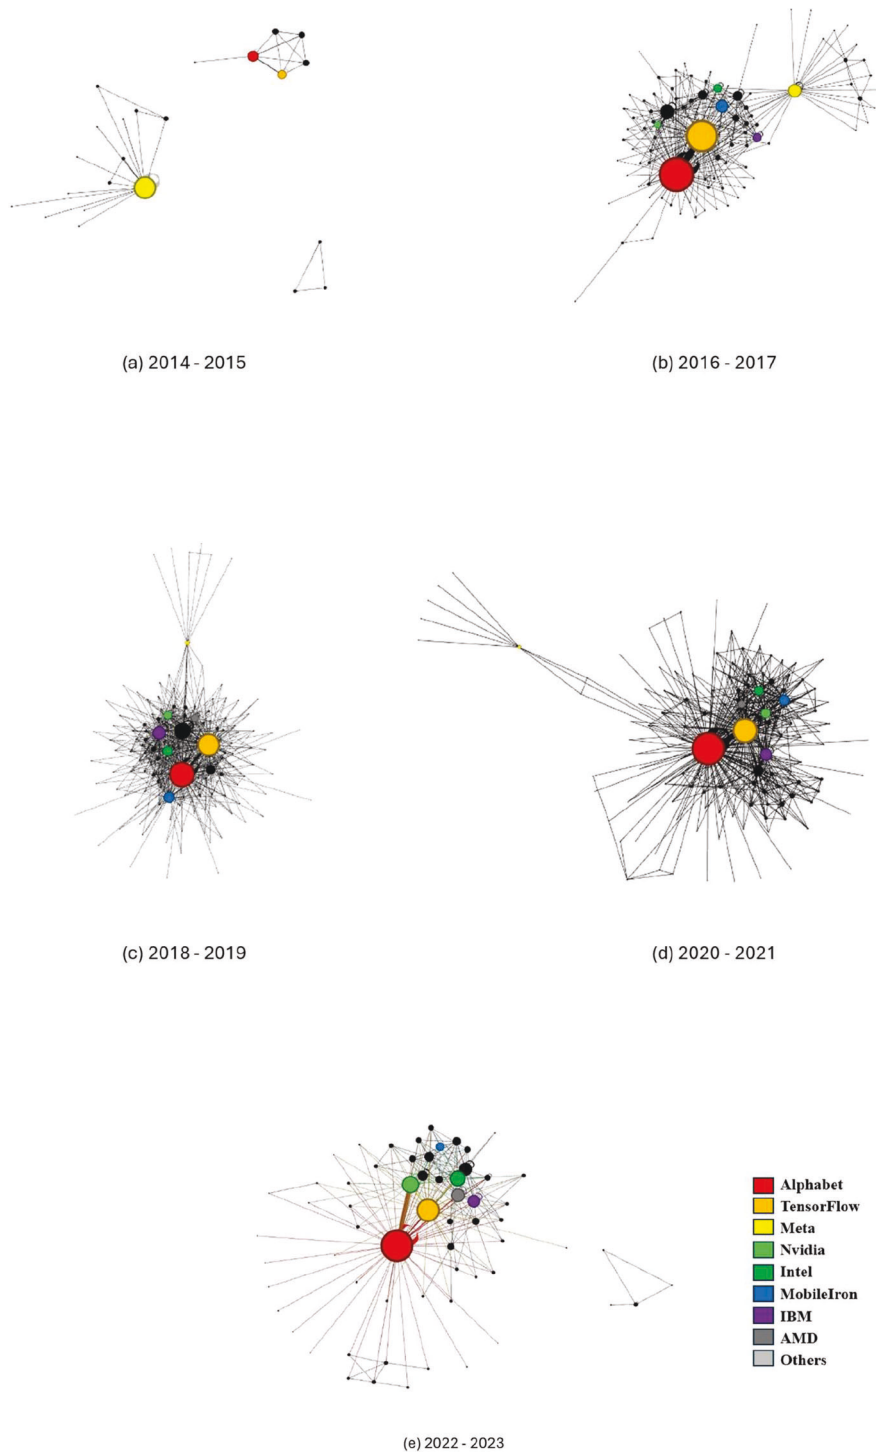 (a) 2014 - 2015
(b) 2016 - 2017
(c) 2018 - 2019
(d) 2020 - 2021
Alphabet
TensorFlow
Meta
Nvidia
Intel
MobileIron
IBM
AMD
Others
(e) 2022 - 2023